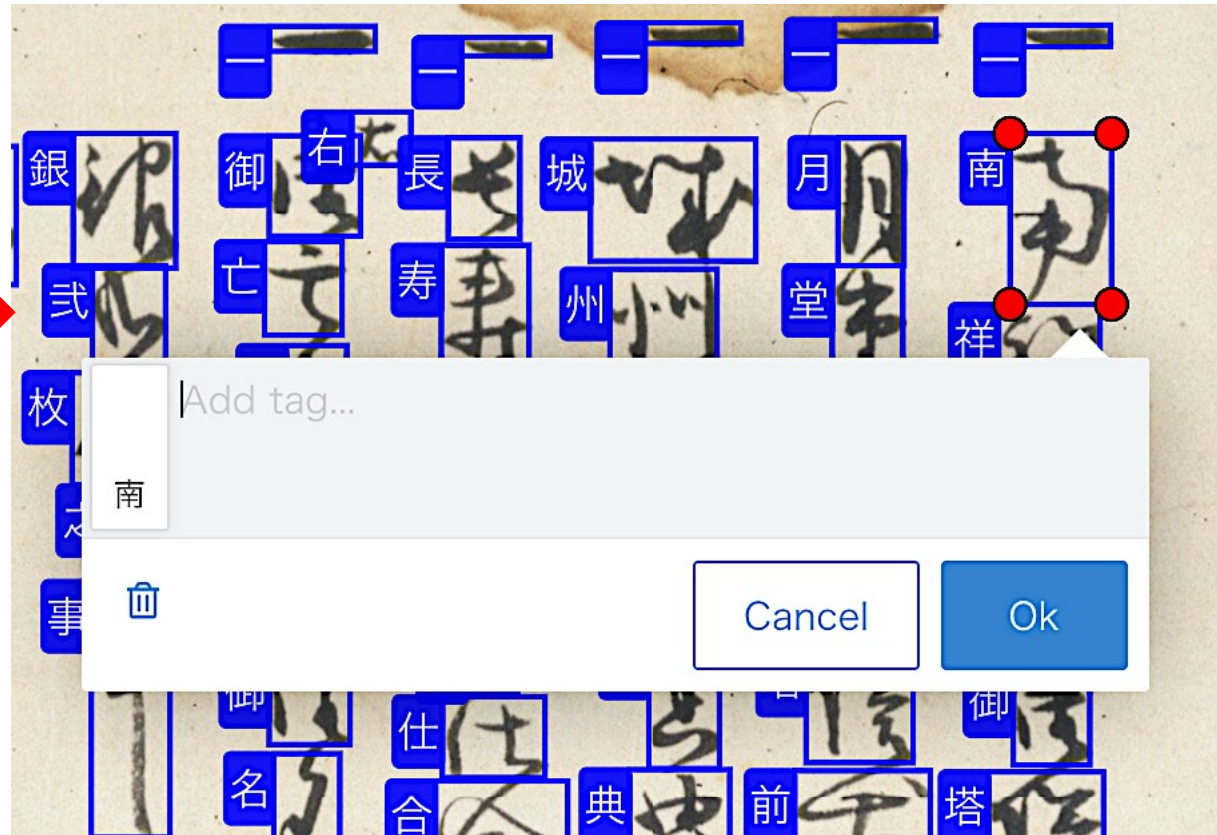 一南祥
御塔
一月堂
前
一城州
典
一長寿
仕合
右
一御亡
御名
銀弐枚
事
Add tag...
南
Cancel
Ok